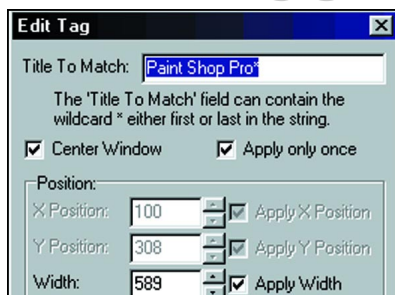 Edit Tag
Title To Match: Paint Shop Pro*
The 'Title To Match' field can contain the
wildcard * either first or last in the string.
Center Window Apply only once
Position:
X Position: 100 Apply X Position
Y Position: 308 Apply Y Position
Width: 589 Apply Width